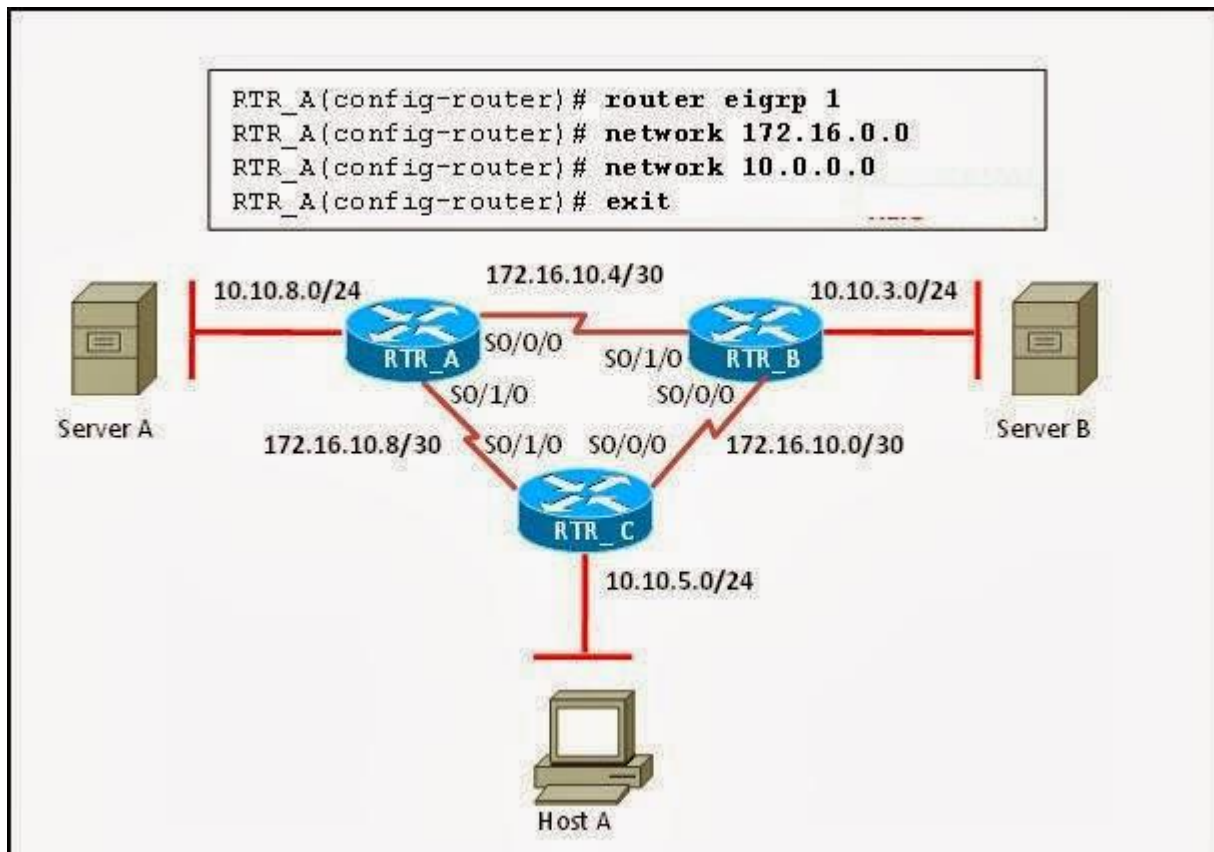 RTR_A(config-router)# router eigrp 1
RTR_A(config-router)# network 172.16.0.0
RTR_A(config-router)# network 10.0.0.0
RTR_A(config-router)# exit
10.10.8.0/24
172.16.10.4/30
10.10.3.0/24
S0/0/0
RTR_A
S0/1/0
RTR_B
S0/1/0
S0/0/0
Server A
Server B
172.16.10.8/30
S0/1/0
S0/0/0
172.16.10.0/30
RTR_ C
10.10.5.0/24
Host A